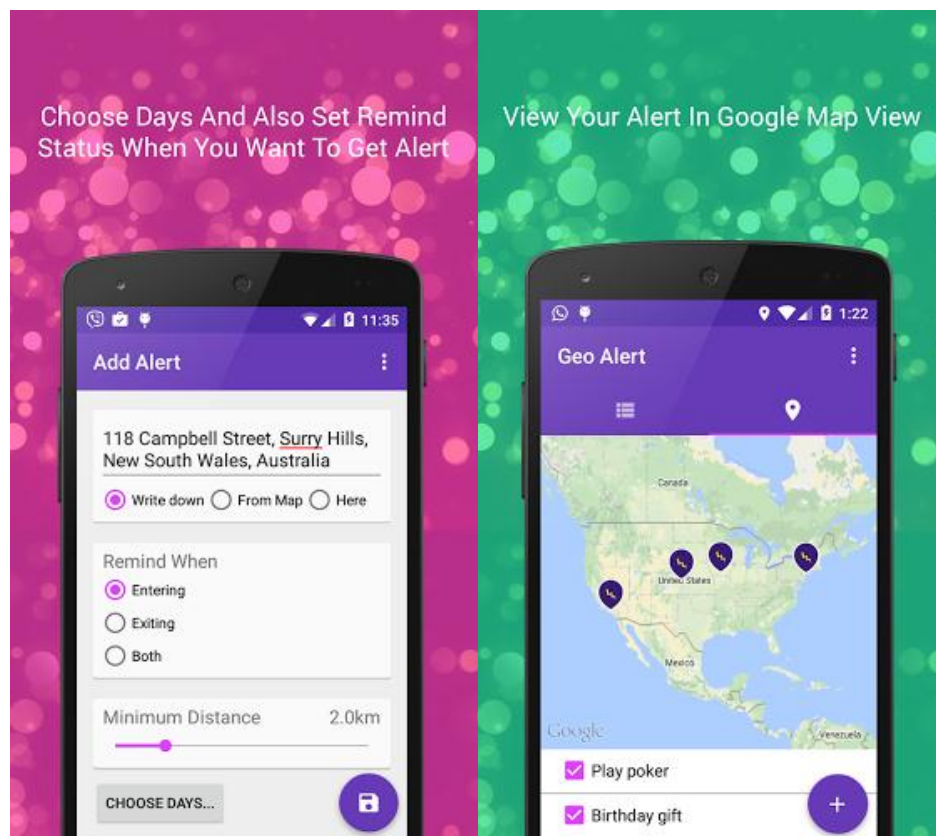 Choose Days And Also Set Remind
Status When You Want To Get Alert
11:35
Add Alert
118 Campbell Street, Surry Hills,
New South Wales, Australia
Write down From Map Here
Remind When
Entering
Exiting
Both
Minimum Distance 2.0km
CHOOSE DAYS...
View Your Alert In Google Map View
1:22
Geo Alert
Canada
United States
Mexico
Google
Venezuela
Play poker
Birthday gift